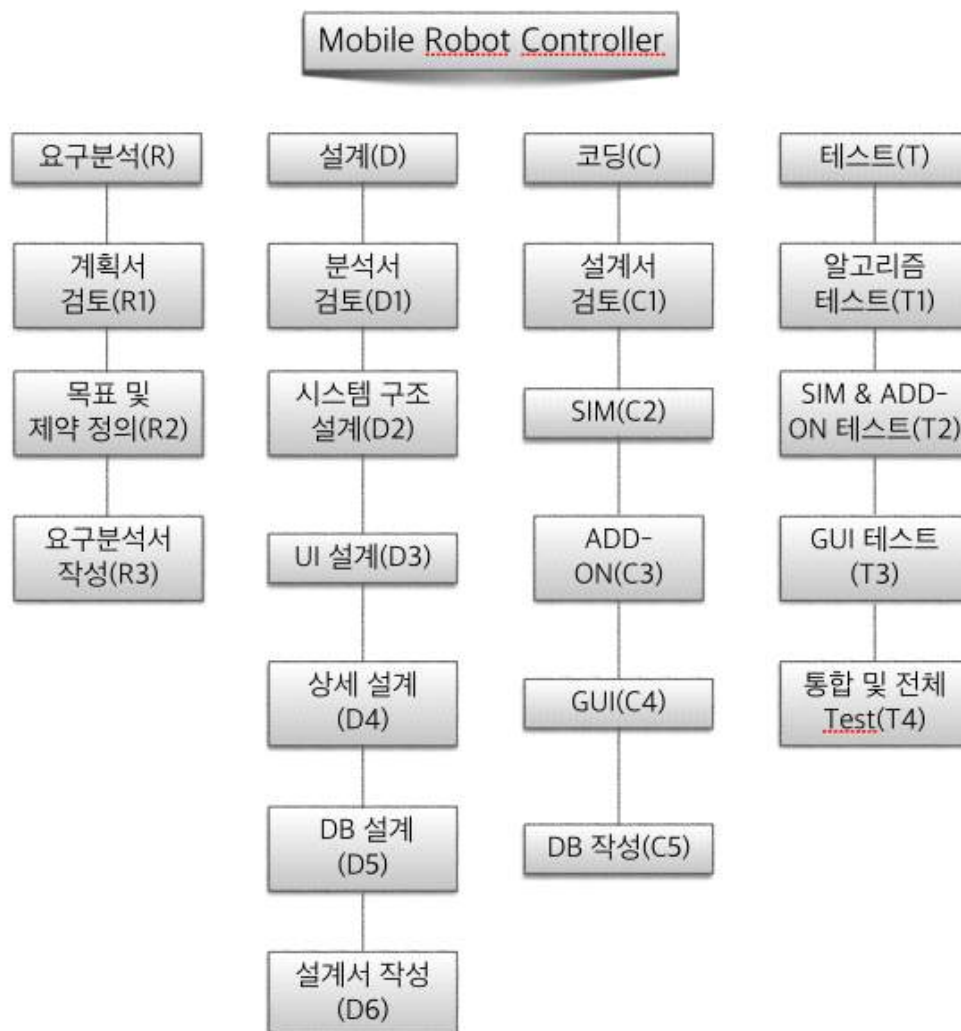 Mobile Robot Controller
요구분석(R)
계획서
검토(R1)
목표 및
제약 정의(R2)
요구분석서
작성(R3)
설계(D)
분석서
검토(D1)
시스템 구조
설계(D2)
UI 설계(D3)
상세 설계
(D4)
DB 설계
(D5)
설계서 작성
(D6)
코딩(C)
설계서
검토(C1)
SIM(C2)
ADD-
ON(C3)
GUI(C4)
DB 작성(C5)
테스트(T)
알고리즘
테스트(T1)
SIM & ADD-
ON 테스트(T2)
GUI 테스트
(T3)
통합 및 전체
Test(T4)